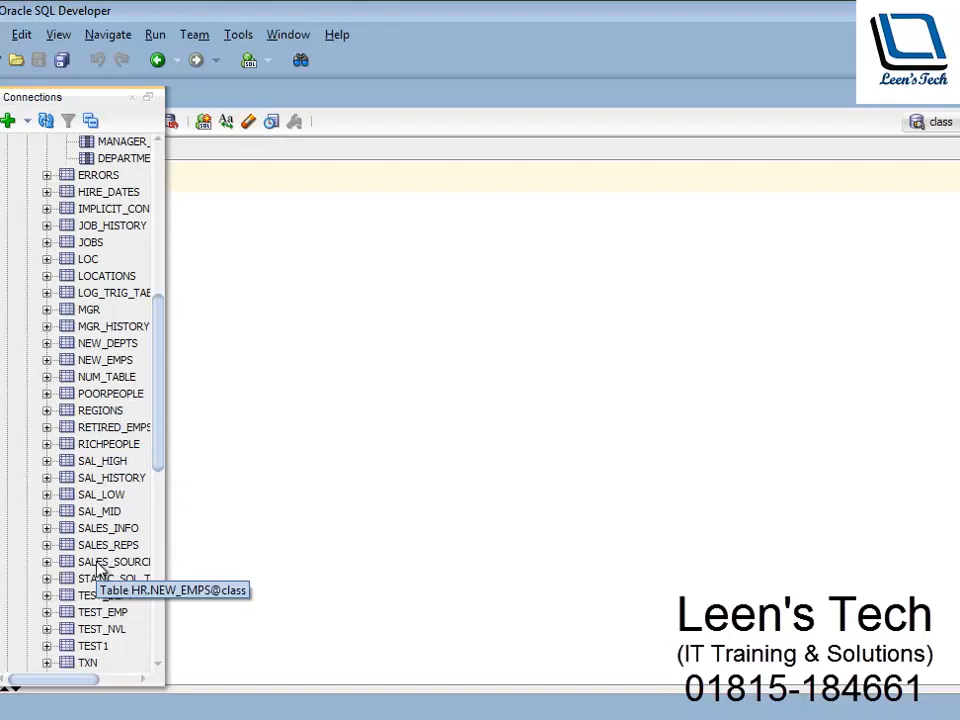 Oracle SQL Developer
Edit View Navigate Run Team Tools Window Help
Leen's Tech
Connections
class
MANAGER_
DEPARTME
ERRORS
HIRE_DATES
IMPLICIT_CON
JOB_HISTORY
JOBS
LOC
LOCATIONS
LOG_TRIG_TAB
MGR
MGR_HISTORY
NEW_DEPTS
NEW_EMPS
NUM_TABLE
POORPEOPLE
REGIONS
RETIRED_EMPS
RICHPEOPLE
SAL_HIGH
SAL_HISTORY
SAL_LOW
SAL_MID
SALES_INFO
SALES_REPS
SALES_SOURC
Table HR.NEW_EMPS@class
TEST_EMP
TEST_NVL
TEST1
TXN
Leen's Tech
(IT Training & Solutions)
01815-184661